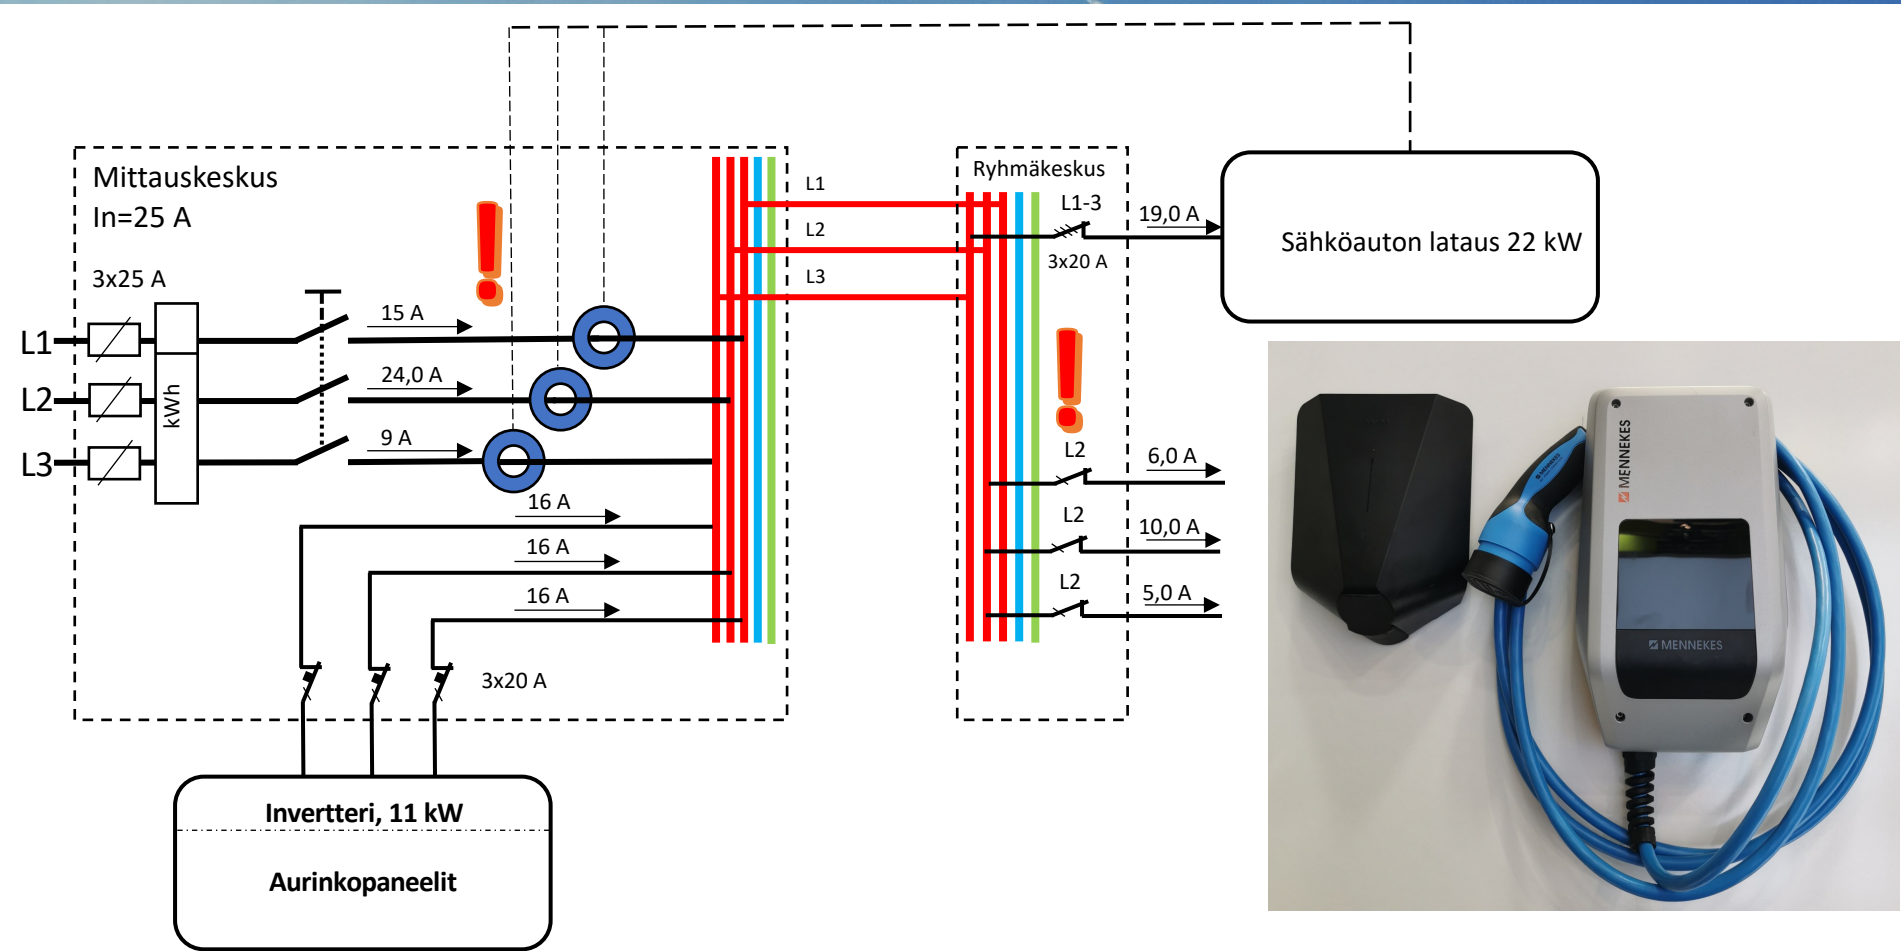 Mittauskeskus
In=25 A
3x25 A
L1
L2
L3
kWh
15 A
24,0 A
9 A
16 A
16 A
16 A
3x20 A
Invertteri, 11 kW
Aurinkopaneelit
L1
L2
L3
Ryhmäkeskus
L1-3
3x20 A
19,0 A
L2
6,0 A
L2
10,0 A
L2
5,0 A
Sähköauton lataus 22 kW
MENNEKES
MENNEKES
MENNEKES